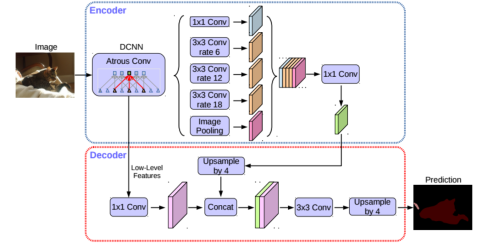 Encoder
Image
DCNN
Atrous Conv
1x1 Conv
3x3 Conv
rate 6
3x3 Conv
rate 12
3x3 Conv
rate 18
Image
Pooling
1x1 Conv
Decoder
Low-Level
Features
Upsample
by 4
1x1 Conv
Concat
3x3 Conv
Upsample
by 4
Prediction